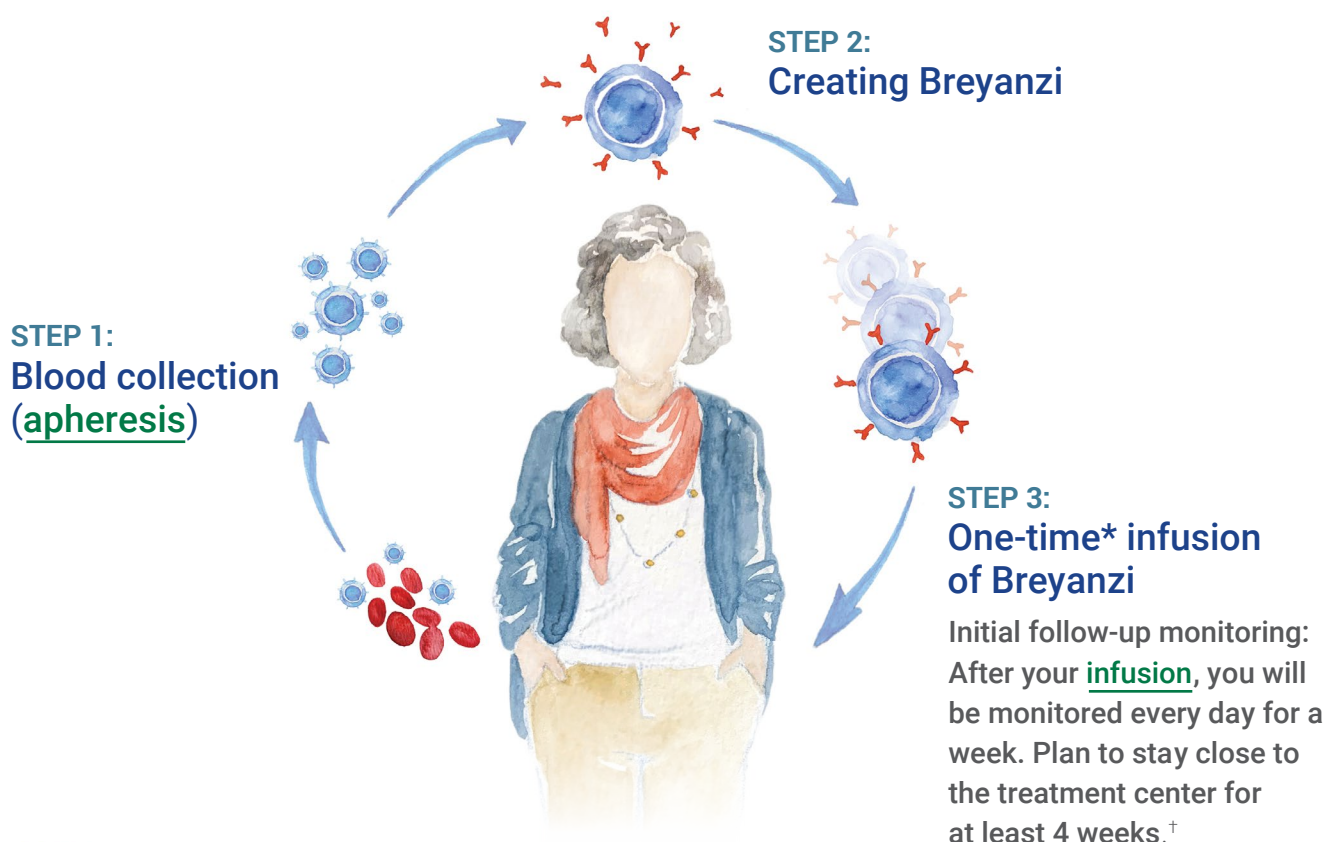 STEP 1:
Blood collection
(apheresis)
STEP 2:
Creating Breyanzi
STEP 3:
One-time* infusion
of Breyanzi
Initial follow-up monitoring:
After your infusion, you will
be monitored every day for a
week. Plan to stay close to
the treatment center for
at least 4 weeks.†